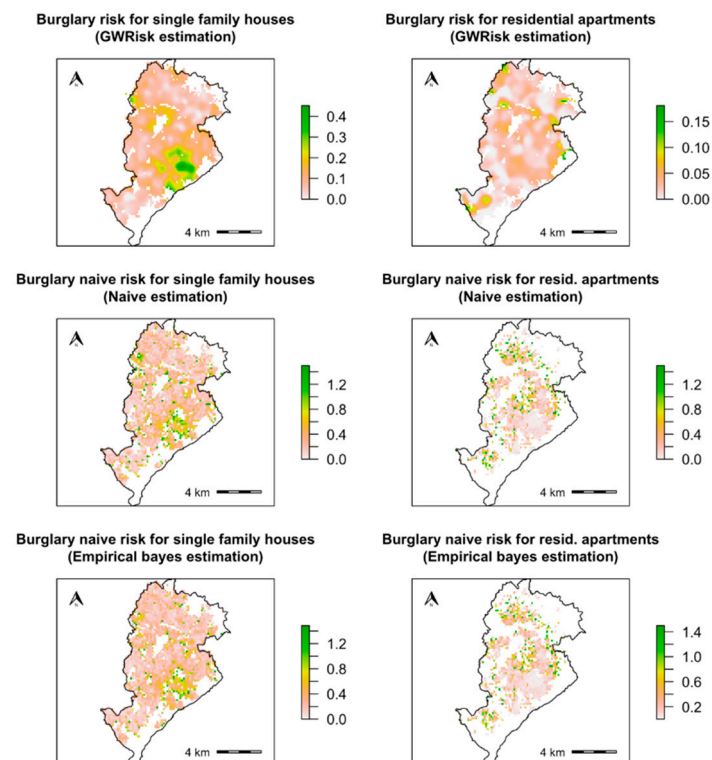 Burglary risk for single family houses
(GWRisk estimation)
N
0.4
0.3
0.2
0.1
0.0
4 km
Burglary risk for residential apartments
(GWRisk estimation)
N
0.15
0.10
0.05
0.00
4 km
Burglary naive risk for single family houses
(Naive estimation)
N
1.2
0.8
0.4
0.0
4 km
Burglary naive risk for resid. apartments
(Naive estimation)
N
1.2
0.8
0.4
0.0
4 km
Burglary naive risk for single family houses
(Empirical bayes estimation)
N
1.2
0.8
0.4
0.0
4 km
Burglary naive risk for resid. apartments
(Empirical bayes estimation)
N
1.4
1.0
0.6
0.2
4 km